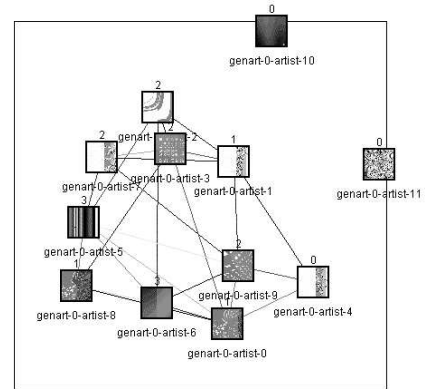 0
genart-0-artist-10
2
genart- -2
2
2
genart-0-artist-3
1
genart-0-artist-1
0
genart-0-artist-11
3
genart-0-artist-5
2
genart-0-artist-9
0
genart-0-artist-4
1
genart-0-artist-8
3
genart-0-artist-6
genart-0-artist-0